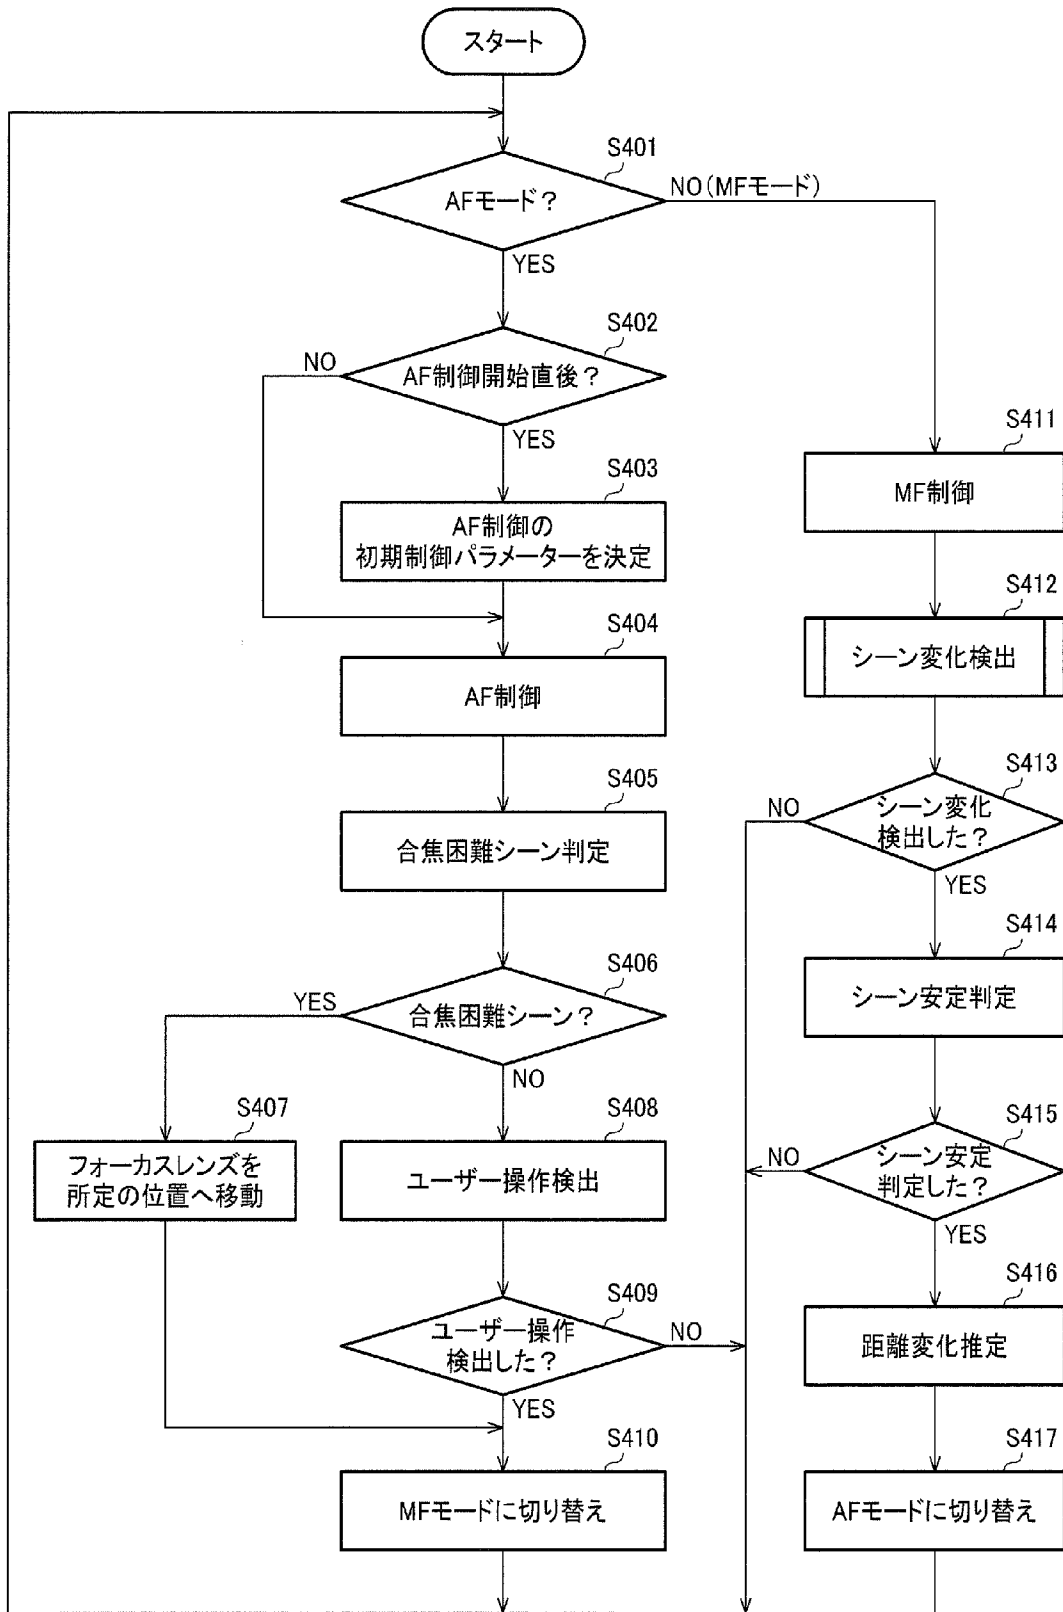 スタート
S401
AFモード？
NO(MFモード)
YES
S402
NO
AF制御開始直後？
YES
S403
AF制御の
初期制御パラメーターを決定
S404
AF制御
S405
合焦困難シーン判定
S406
YES
合焦困難シーン？
NO
S407
フォーカスレンズを
所定の位置へ移動
S408
ユーザー操作検出
S409
ユーザー操作
検出した？
NO
YES
S410
MFモードに切り替え
S411
MF制御
S412
シーン変化検出
S413
NO
シーン変化
検出した？
YES
S414
シーン安定判定
S415
NO
シーン安定
判定した？
YES
S416
距離変化推定
S417
AFモードに切り替え